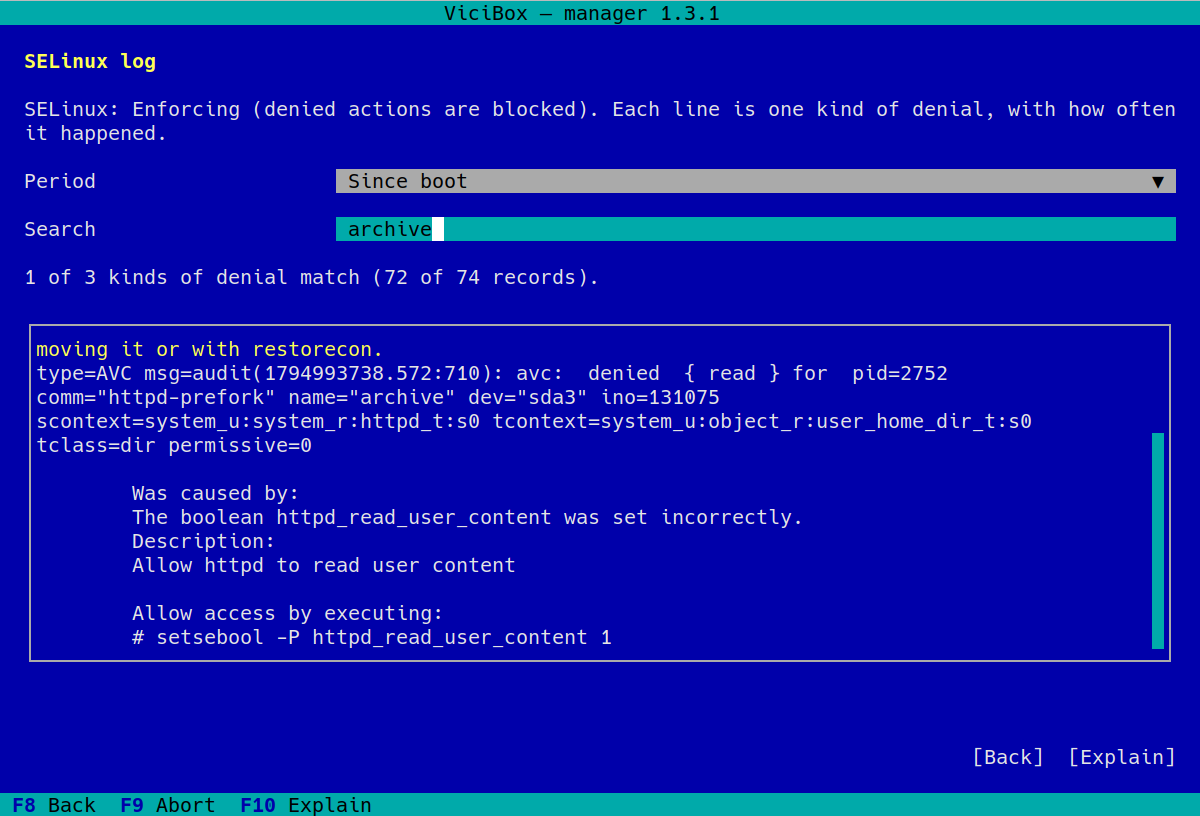 ViciBox — manager 1.3.1
SELinux log
SELinux: Enforcing (denied actions are blocked). Each line is one kind of denial, with how often
it happened.
Period Since boot ▼
Search archive
1 of 3 kinds of denial match (72 of 74 records).
moving it or with restorecon.
type=AVC msg=audit(1794993738.572:710): avc:  denied  { read } for  pid=2752
comm="httpd-prefork" name="archive" dev="sda3" ino=131075
scontext=system_u:system_r:httpd_t:s0 tcontext=system_u:object_r:user_home_dir_t:s0
tclass=dir permissive=0
Was caused by:
The boolean httpd_read_user_content was set incorrectly.
Description:
Allow httpd to read user content
Allow access by executing:
# setsebool -P httpd_read_user_content 1
[Back] [Explain]
F8 Back F9 Abort F10 Explain